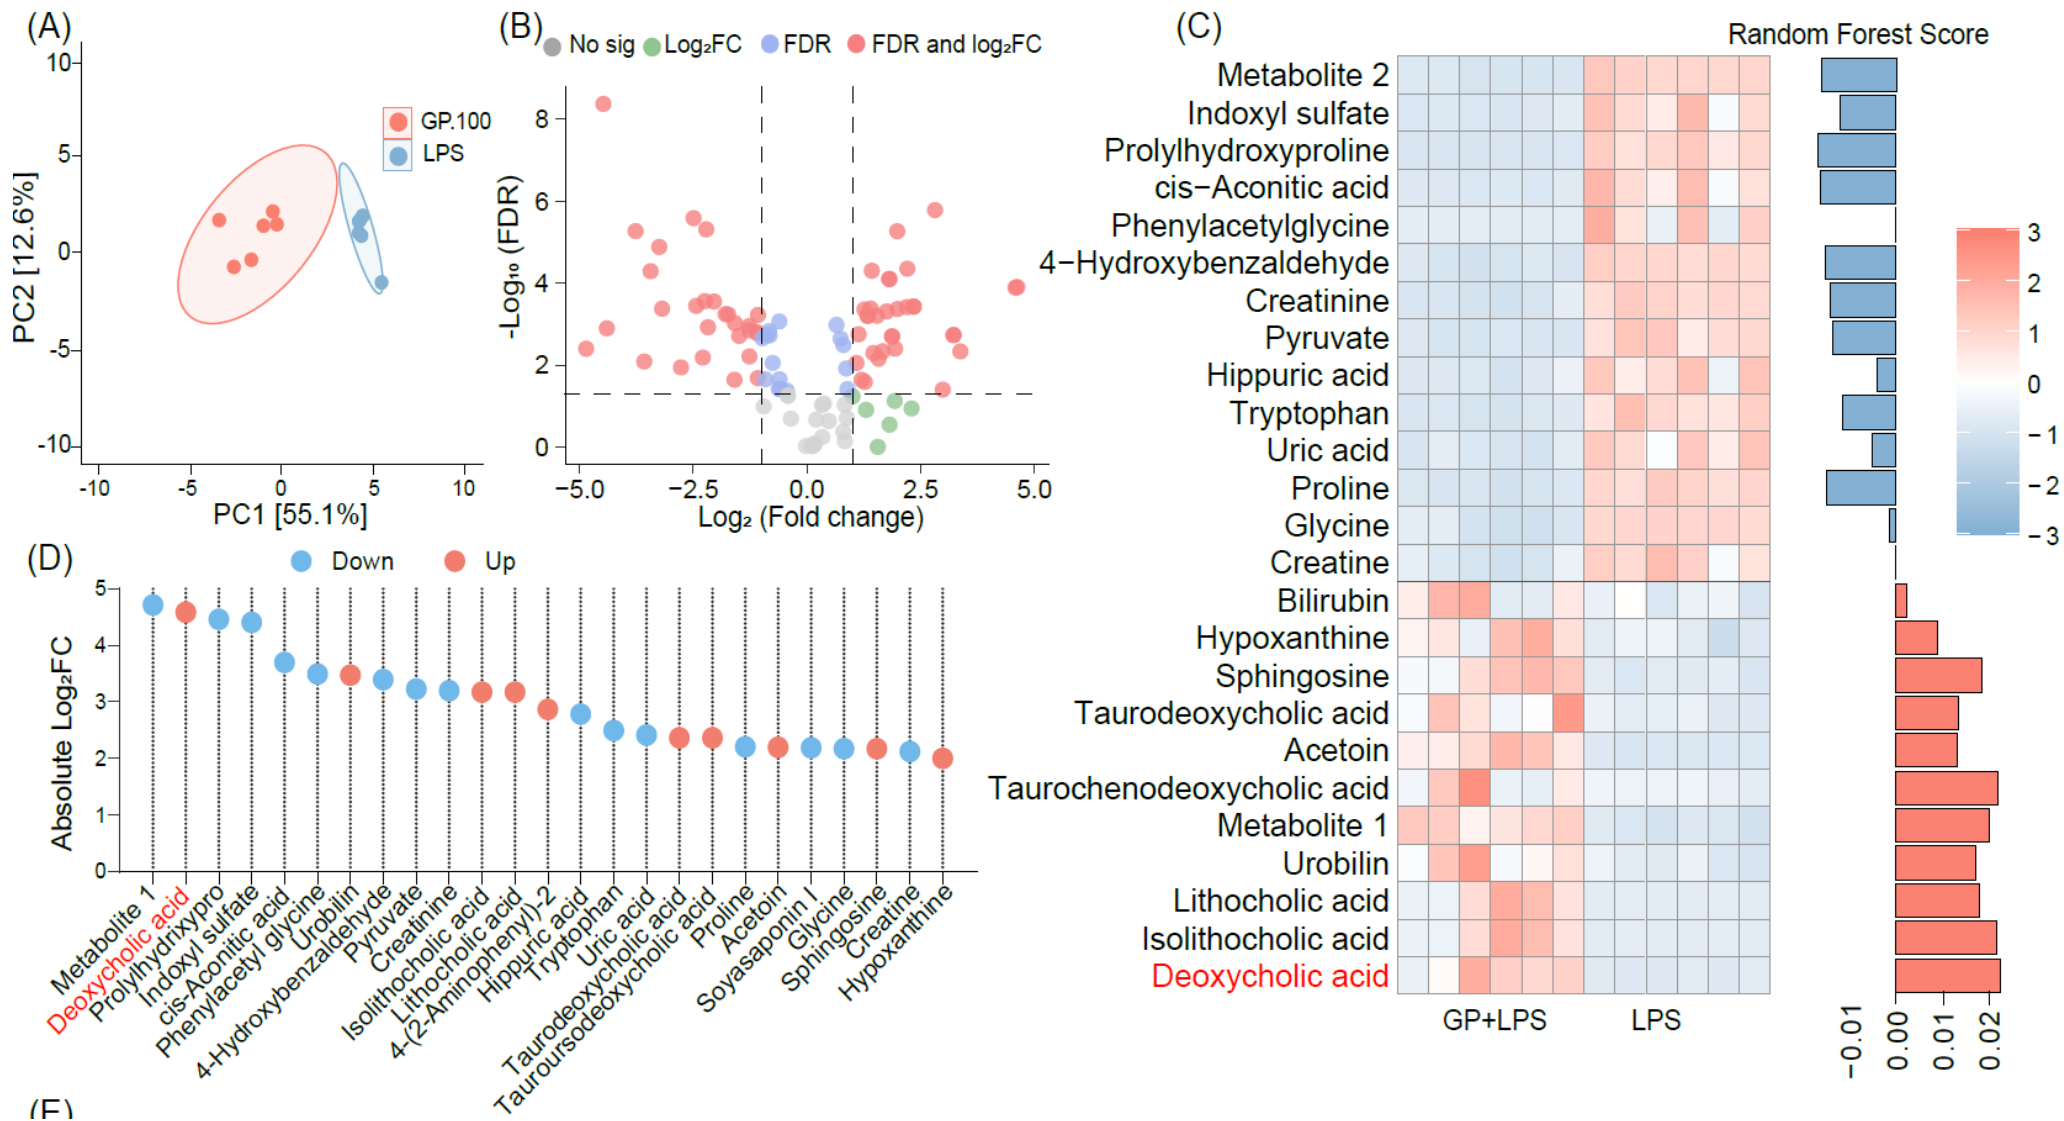 (A)
10
5
0
-5
-10
PC2 [12.6%]
-10
-5
0
5
10
PC1 [55.1%]
GP.100
LPS
(B)
No sig
Log₂FC
FDR
FDR and log₂FC
8
6
4
2
0
-Log₁₀ (FDR)
−5.0
−2.5
0.0
2.5
5.0
Log₂ (Fold change)
(C)
Random Forest Score
Metabolite 2
Indoxyl sulfate
Prolylhydroxyproline
cis−Aconitic acid
Phenylacetylglycine
4−Hydroxybenzaldehyde
Creatinine
Pyruvate
Hippuric acid
Tryptophan
Uric acid
Proline
Glycine
Creatine
Bilirubin
Hypoxanthine
Sphingosine
Taurodeoxycholic acid
Acetoin
Taurochenodeoxycholic acid
Metabolite 1
Urobilin
Lithocholic acid
Isolithocholic acid
Deoxycholic acid
GP+LPS
LPS
−0.01
0.00
0.01
0.02
3
2
1
0
−1
−2
−3
(D)
Down
Up
5
4
3
2
1
0
Absolute Log₂FC
Metabolite 1
Deoxycholic acid
Prolylhydrixypro
Indoxyl sulfate
cis-Aconitic acid
Phenylacetyl glycine
Urobilin
4-Hydroxybenzaldehyde
Pyruvate
Creatinine
Isolithocholic acid
Lithocholic acid
4-(2-Aminophenyl)-2
Hippuric acid
Tryptophan
Uric acid
Taurodeoxycholic acid
Tauroursodeoxycholic acid
Proline
Acetoin
Soyasaponin I
Glycine
Sphingosine
Creatine
Hypoxanthine
(E)